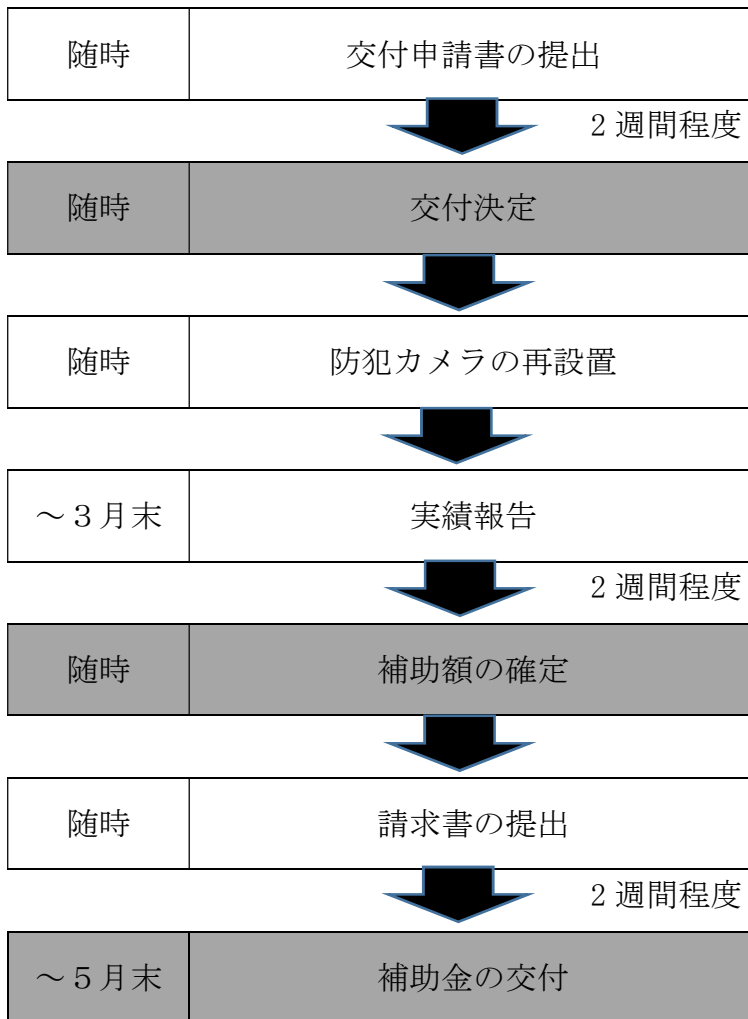 随時 交付申請書の提出
2週間程度
随時 交付決定
随時 防犯カメラの再設置
～3月末 実績報告
2週間程度
随時 補助額の確定
随時 請求書の提出
2週間程度
～5月末 補助金の交付